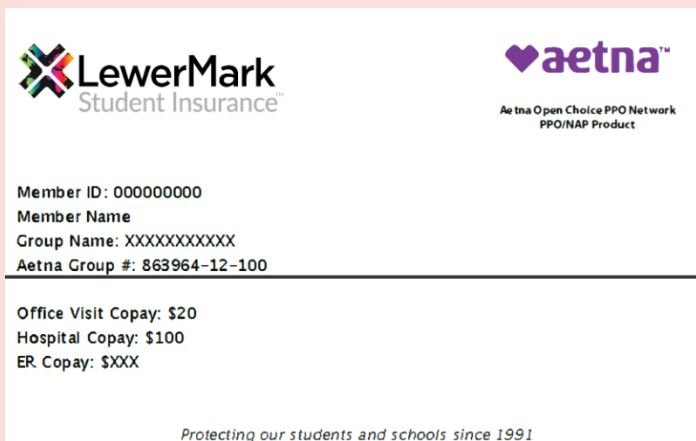 LewerMark
Student Insurance™
aetna™
Aetna Open Choice PPO Network
PPO/NAP Product
Member ID: 000000000
Member Name
Group Name: XXXXXXXXXXX
Aetna Group #: 863964-12-100
Office Visit Copay: $20
Hospital Copay: $100
ER Copay: $XXX
Protecting our students and schools since 1991